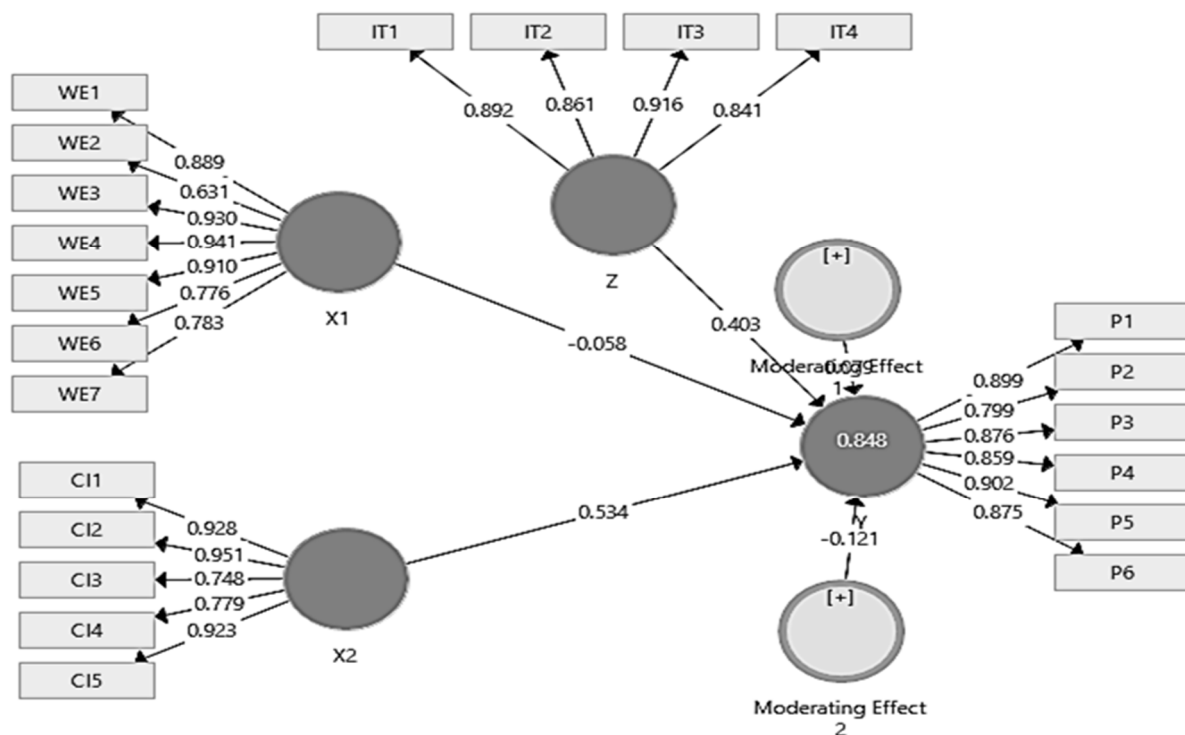 IT1
IT2
IT3
IT4
0.892
0.861
0.916
0.841
WE1
WE2
WE3
WE4
WE5
WE6
WE7
0.889
0.631
0.930
0.941
0.910
0.776
0.783
X1
Z
-0.058
0.403
[+]
Moderating Effect
1
0.079
0.848
Y
P1
P2
P3
P4
P5
P6
0.899
0.799
0.876
0.859
0.902
0.875
CI1
CI2
CI3
CI4
CI5
0.928
0.951
0.748
0.779
0.923
X2
0.534
-0.121
[+]
Moderating Effect
2